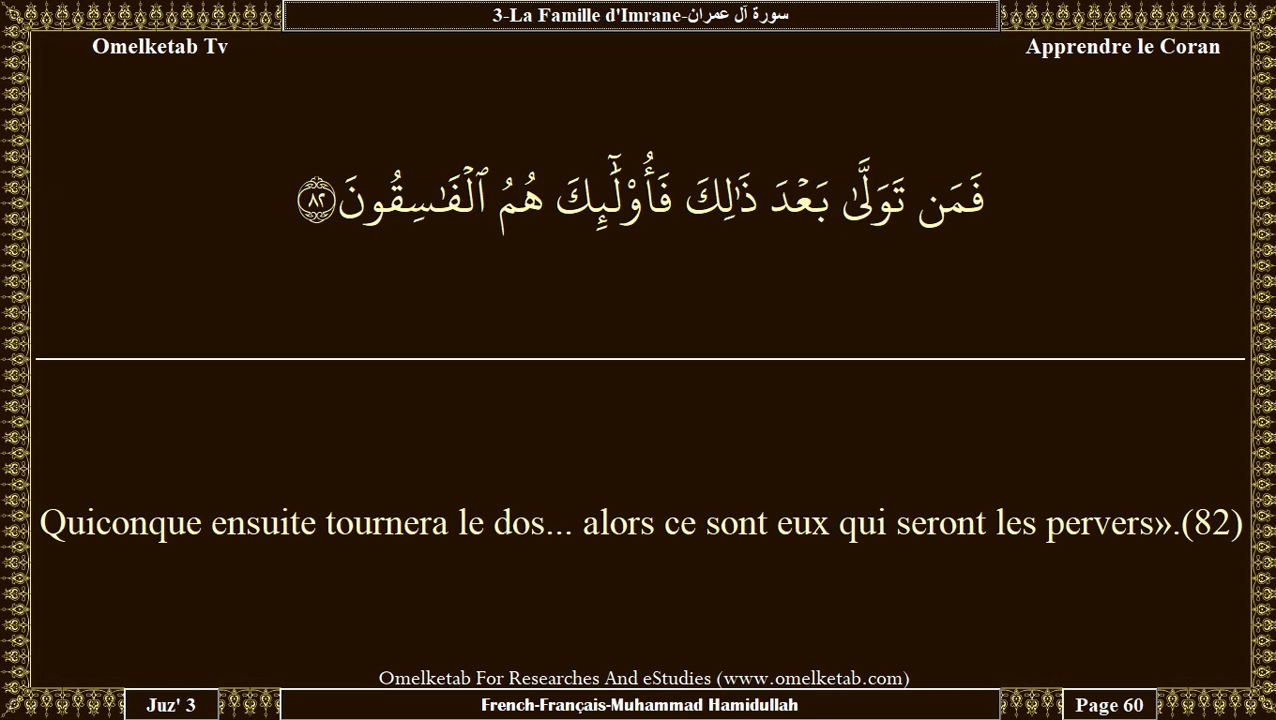 3-La Famille d'Imrane-سورة آل عمران
Omelketab Tv
Apprendre le Coran
فَمَن تَوَلَّىٰ بَعۡدَ ذَٰلِكَ فَأُوْلَٰٓئِكَ هُمُ ٱلۡفَٰسِقُونَ ٨٢
Quiconque ensuite tournera le dos... alors ce sont eux qui seront les pervers».(82)
Omelketab For Researches And eStudies (www.omelketab.com)
Juz' 3
French-Français-Muhammad Hamidullah
Page 60